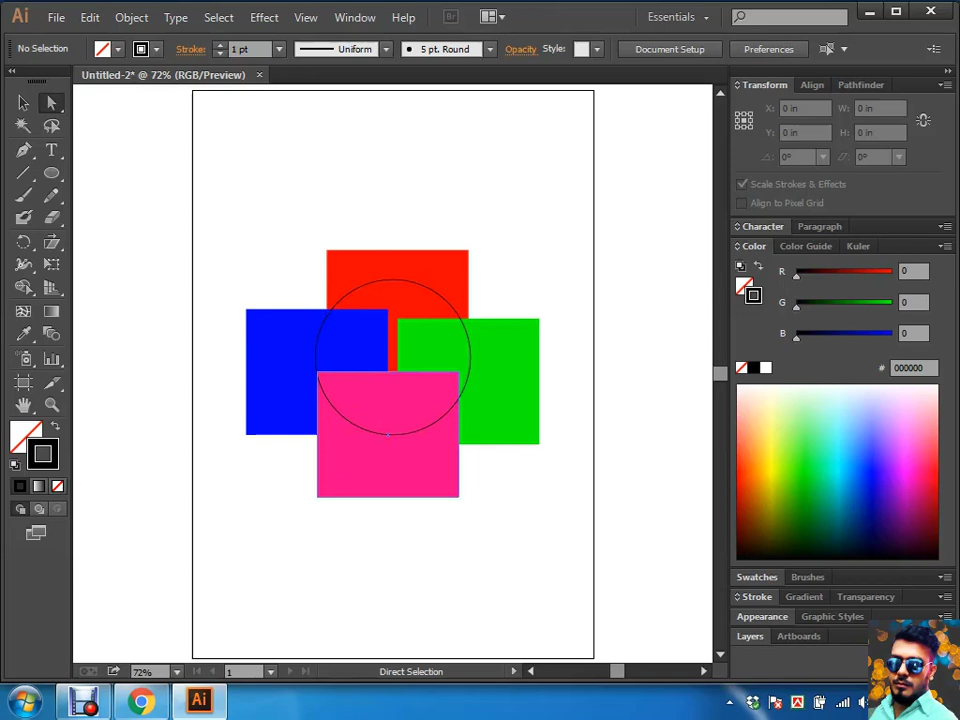 Ai File Edit Object Type Select Effect View Window Help Br Essentials
No Selection Stroke: 1 pt Uniform 5 pt. Round Opacity Style: Document Setup Preferences
Untitled-2* @ 72% (RGB/Preview) ×
Transform Align Pathfinder
X: 0 in W: 0 in
Y: 0 in H: 0 in
0° 0°
Scale Strokes & Effects
Align to Pixel Grid
Character Paragraph
Color Color Guide Kuler
R 0
G 0
B 0
# 000000
Swatches Brushes
Stroke Gradient Transparency
Appearance Graphic Styles
Layers Artboards
72% 1 Direct Selection
Ai